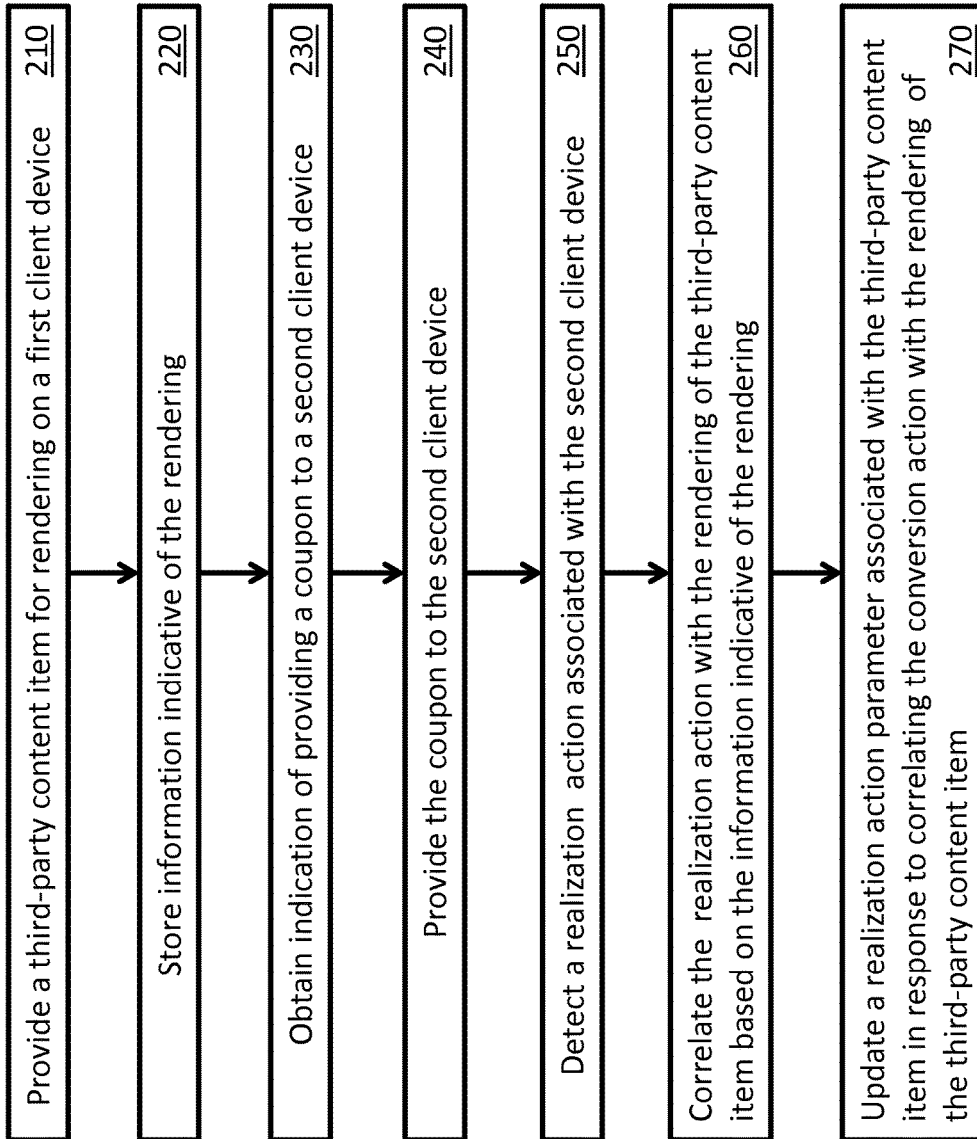 Provide a third-party content item for rendering on a first client device 210
Store information indicative of the rendering 220
Obtain indication of providing a coupon to a second client device 230
Provide the coupon to the second client device 240
Detect a realization action associated with the second client device 250
Correlate the realization action with the rendering of the third-party content
item based on the information indicative of the rendering 260
Update a realization action parameter associated with the third-party content
item in response to correlating the conversion action with the rendering of
the third-party content item 270